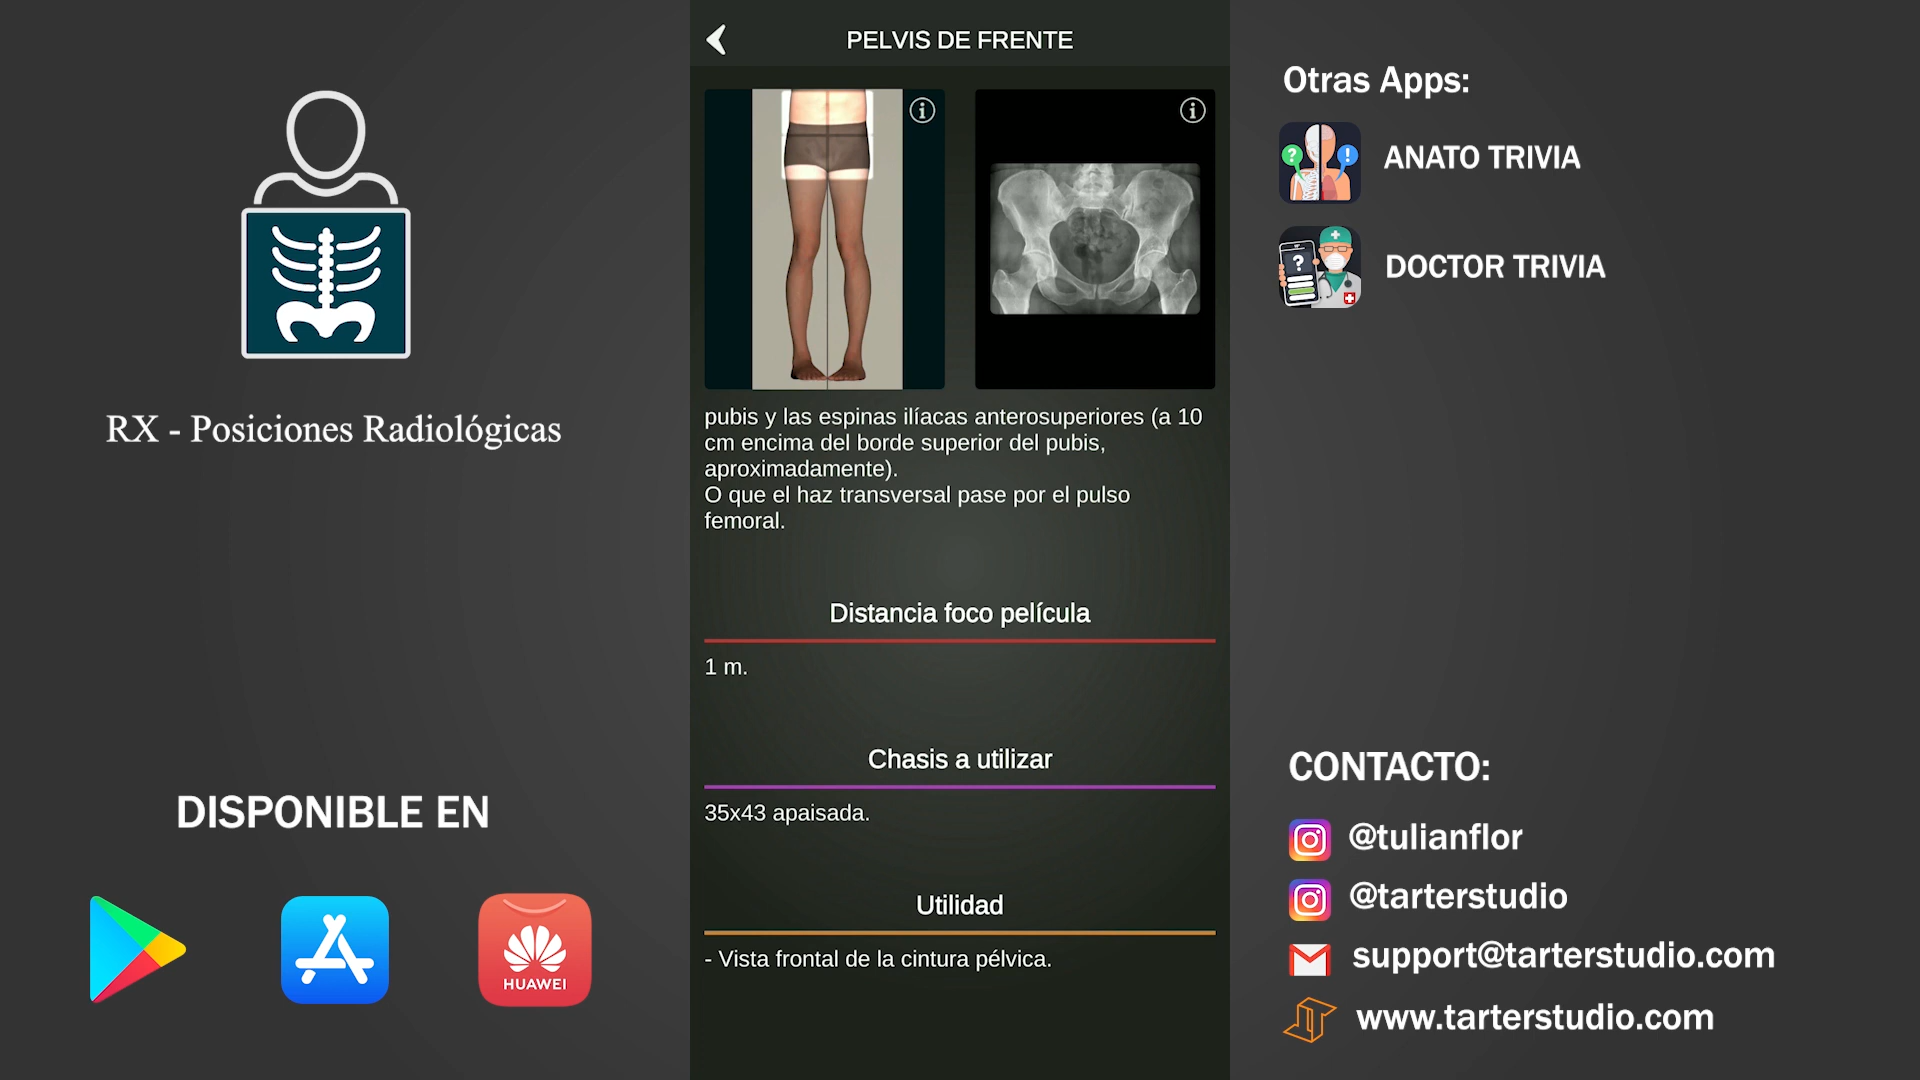 RX - Posiciones Radiológicas
DISPONIBLE EN
HUAWEI
PELVIS DE FRENTE
pubis y las espinas ilíacas anterosuperiores (a 10
cm encima del borde superior del pubis,
aproximadamente).
O que el haz transversal pase por el pulso
femoral.
Distancia foco película
1 m.
Chasis a utilizar
35x43 apaisada.
Utilidad
- Vista frontal de la cintura pélvica.
Otras Apps:
ANATO TRIVIA
DOCTOR TRIVIA
CONTACTO:
@tulianflor
@tarterstudio
support@tarterstudio.com
www.tarterstudio.com